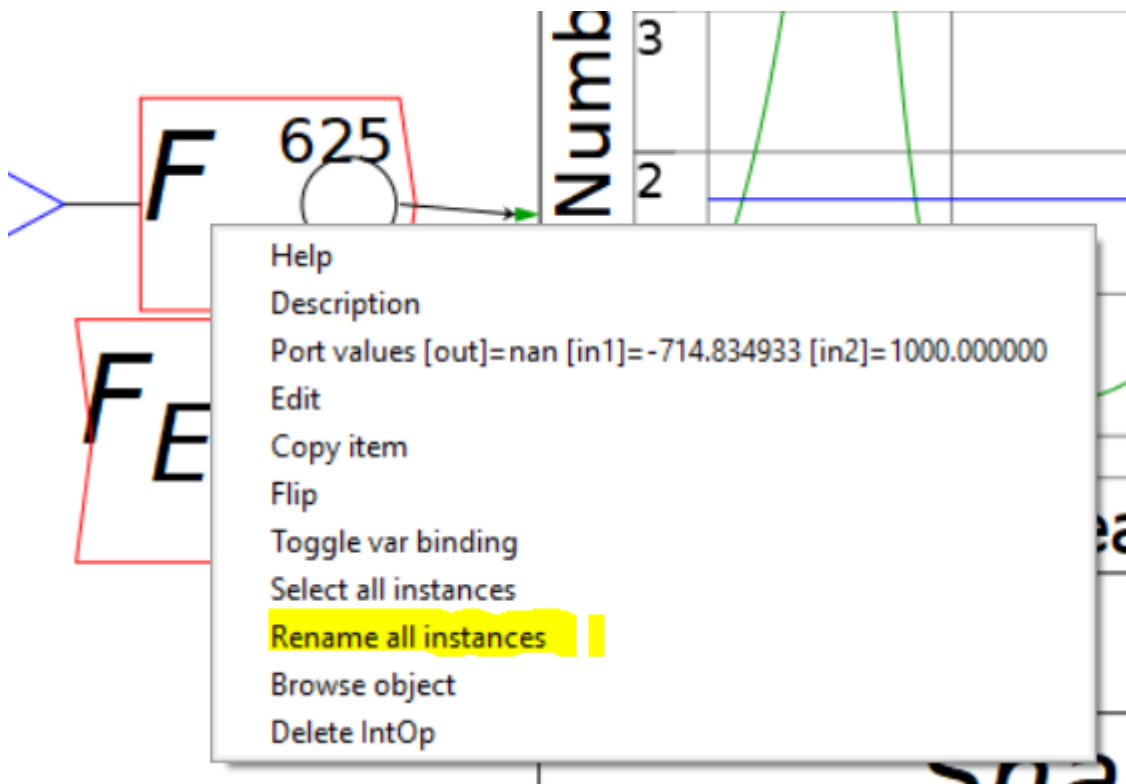 F
625
Numb
3
2
F
E
Help
Description
Port values [out]=nan [in1]=-714.834933 [in2]=1000.000000
Edit
Copy item
Flip
Toggle var binding
Select all instances
Rename all instances
Browse object
Delete IntOp